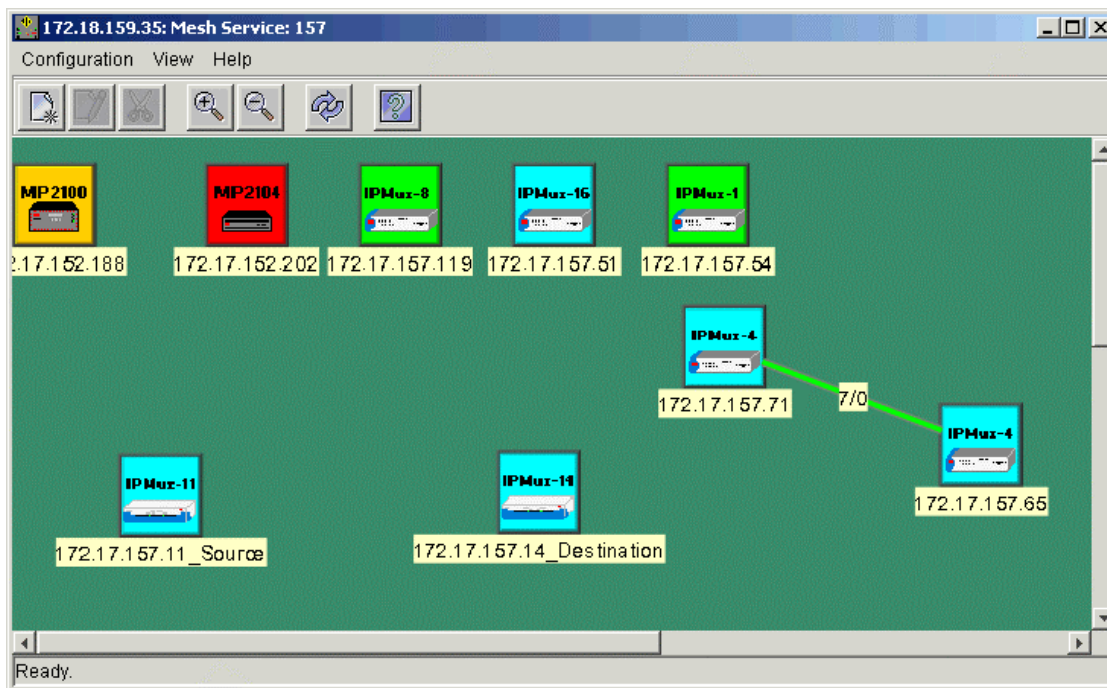 172.18.159.35: Mesh Service: 157
Configuration View Help
MP2100
MP2104
IPMux-8
IPMux-16
IPMux-1
2.17.152.188
172.17.152.202
172.17.157.119
172.17.157.51
172.17.157.54
IPMux-4
172.17.157.71
7/0
IPMux-4
172.17.157.65
IPMux-11
172.17.157.11_Source
IPMux-14
172.17.157.14_Destination
Ready.